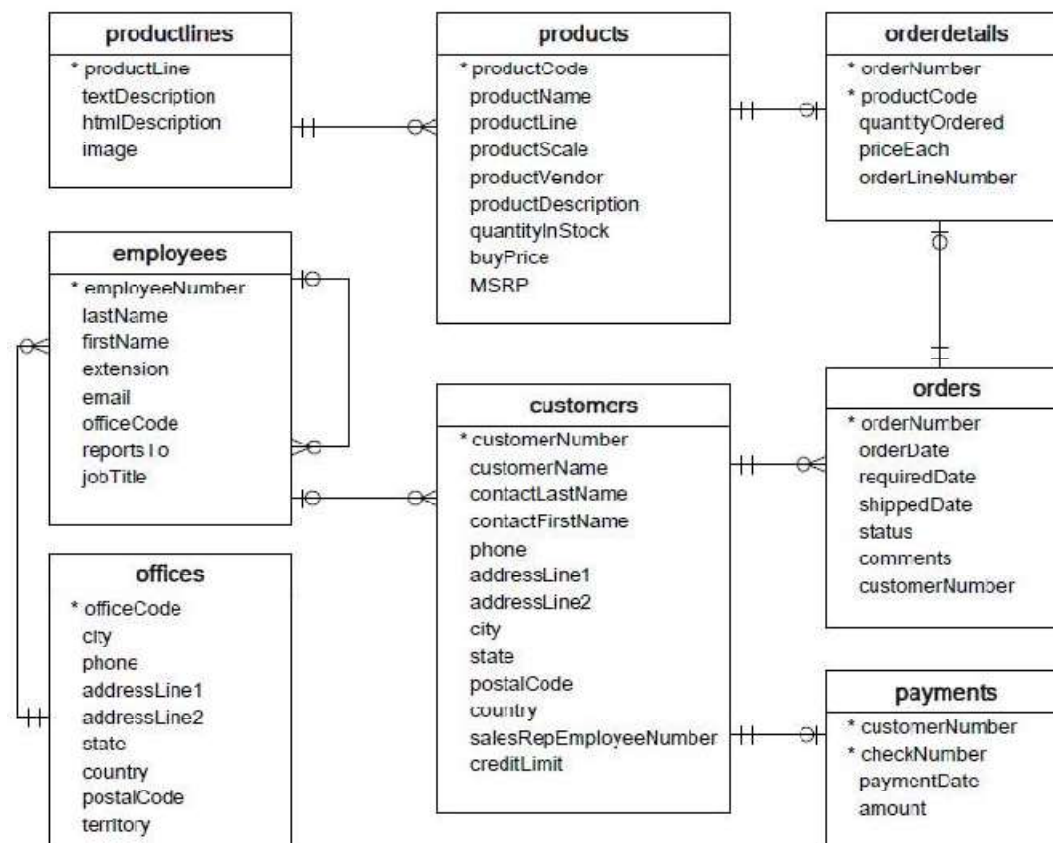 productlines
* productLine
textDescription
htmlDescription
image
products
* productCode
productName
productLine
productScale
productVendor
productDescription
quantityInStock
buyPrice
MSRP
orderdetails
* orderNumber
* productCode
quantityOrdered
priceEach
orderLineNumber
employees
* employeeNumber
lastName
firstName
extension
email
officeCode
reportsTo
jobTitle
customers
* customerNumber
customerName
contactLastName
contactFirstName
phone
addressLine1
addressLine2
city
state
postalCode
country
salesRepEmployeeNumber
creditLimit
orders
* orderNumber
orderDate
requiredDate
shippedDate
status
comments
customerNumber
offices
* officeCode
city
phone
addressLine1
addressLine2
state
country
postalCode
territory
payments
* customerNumber
* checkNumber
paymentDate
amount